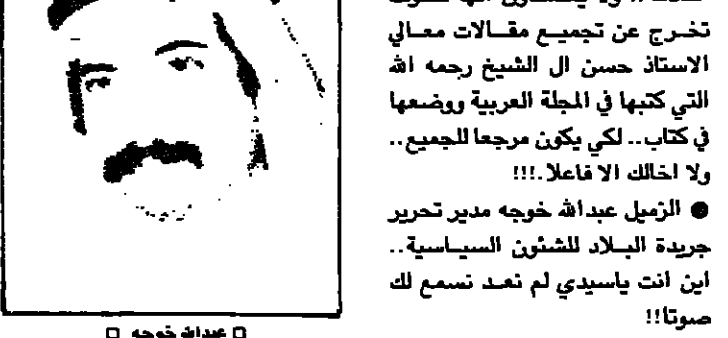 تخرج عن تجميع مقالات معالي
الاستاذ حسن ال الشيخ رحمه الله
التي كتبها في المجلة العربية ووضعها
في كتاب.. لكي يكون مرجعا للجميع..
ولا اخالك الا فاعلا.!!!
● الزميل عبدالله خوجه مدير تحرير
جريدة البلاد للشئون السياسية..
اين انت ياسيدي لم نعد نسمع لك
صوتا!!
□ عبدالله خوجه □